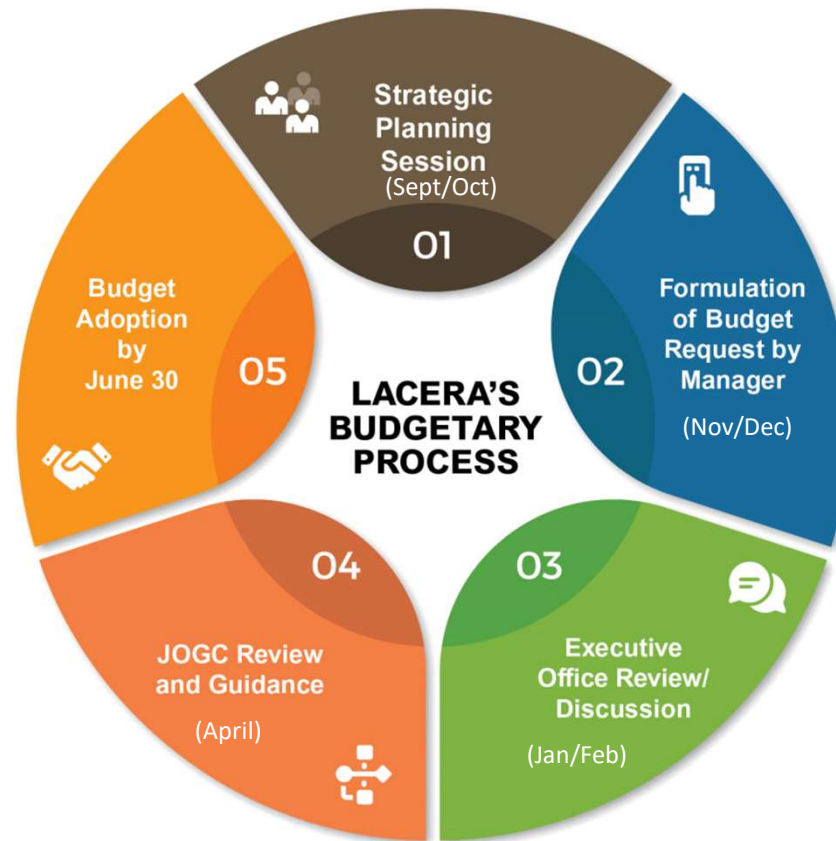 LACERA’S
BUDGETARY
PROCESS
Strategic
Planning
Session
(Sept/Oct)
01
Formulation
of Budget
Request by
Manager
(Nov/Dec)
02
03
Executive
Office Review/
Discussion
(Jan/Feb)
04
JOGC Review
and Guidance
(April)
Budget
Adoption
by
June 30
05